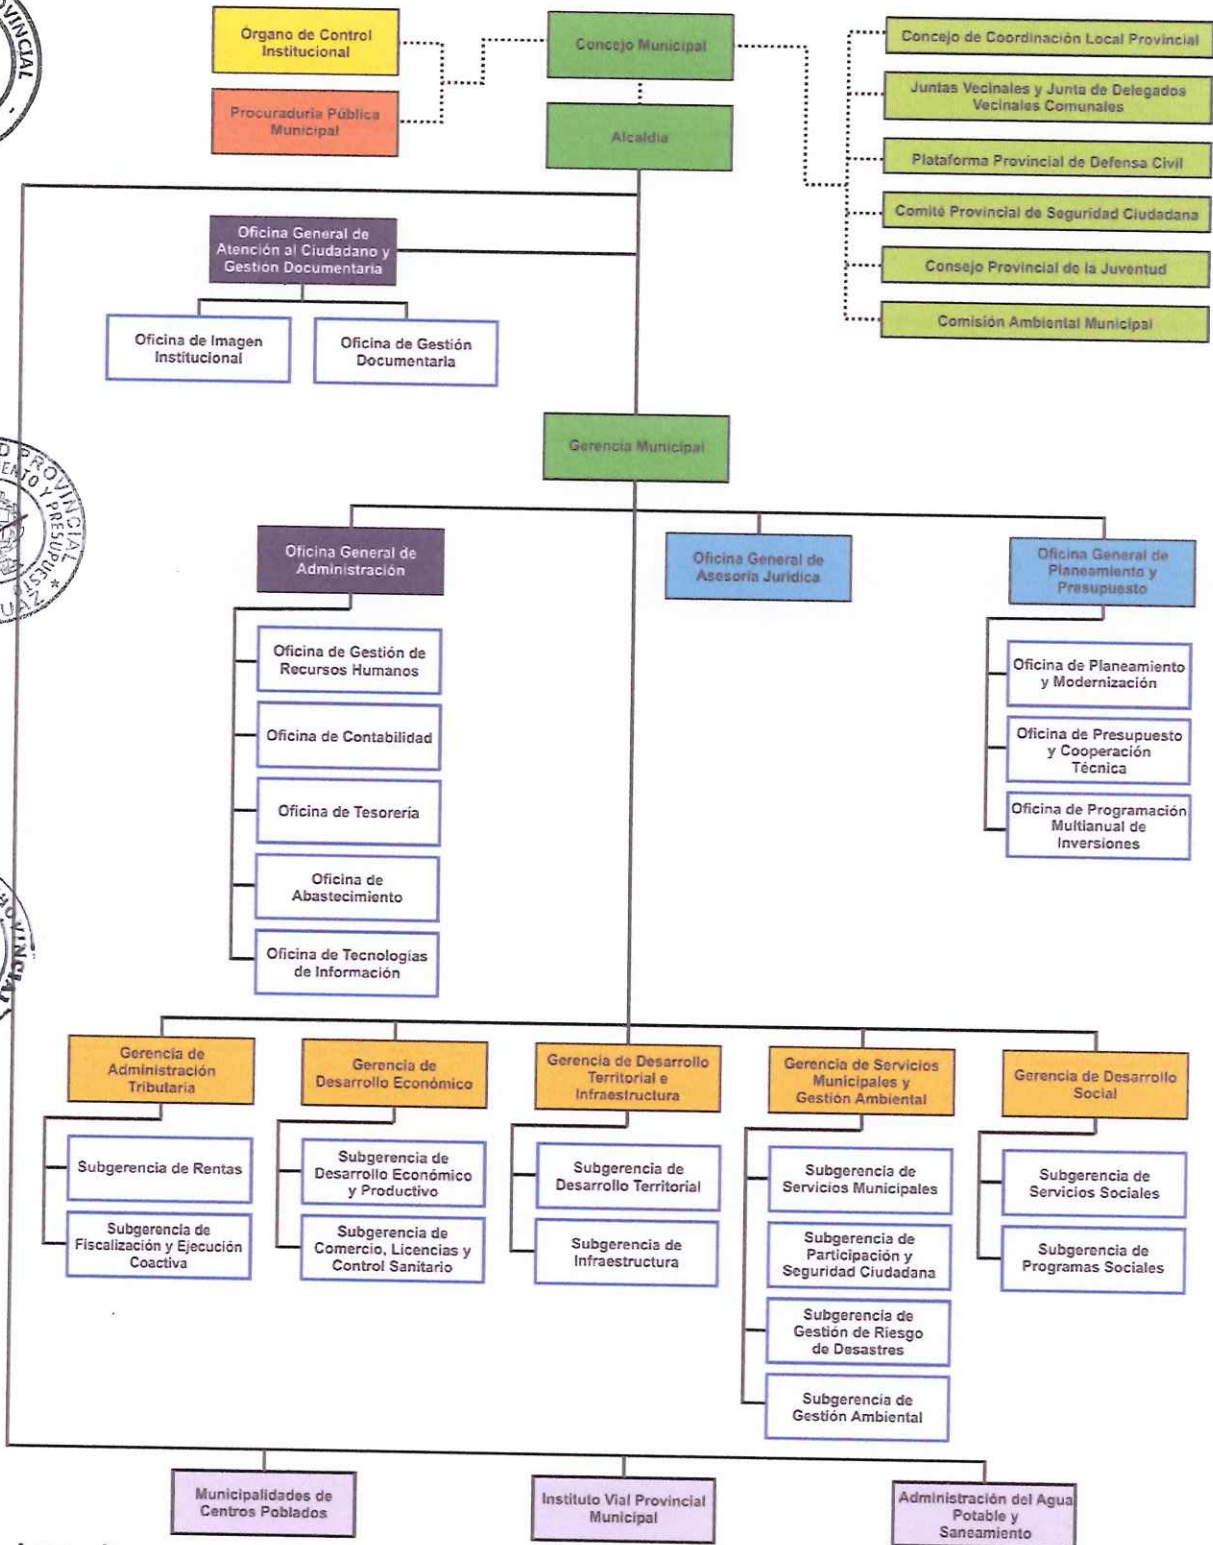 Órgano de Control
Institucional
Concejo Municipal
Concejo de Coordinación Local Provincial
Procuraduría Pública
Municipal
Alcaldía
Juntas Vecinales y Junta de Delegados
Vecinales Comunales
Plataforma Provincial de Defensa Civil
Comité Provincial de Seguridad Ciudadana
Consejo Provincial de la Juventud
Comisión Ambiental Municipal
Oficina General de
Atención al Ciudadano y
Gestión Documentaria
Oficina de Imagen
Institucional
Oficina de Gestión
Documentaria
Gerencia Municipal
Oficina General de
Administración
Oficina General de
Asesoría Jurídica
Oficina General de
Planeamiento y
Presupuesto
Oficina de Gestión de
Recursos Humanos
Oficina de Contabilidad
Oficina de Tesorería
Oficina de
Abastecimiento
Oficina de Tecnologías
de Información
Oficina de Planeamiento
y Modernización
Oficina de Presupuesto
y Cooperación
Técnica
Oficina de Programación
Multianual de
Inversiones
Gerencia de
Administración
Tributaria
Subgerencia de Rentas
Subgerencia de
Fiscalización y Ejecución
Coactiva
Gerencia de
Desarrollo Económico
Subgerencia de
Desarrollo Económico
y Productivo
Subgerencia de
Comercio, Licencias y
Control Sanitario
Gerencia de Desarrollo
Territorial e
Infraestructura
Subgerencia de
Desarrollo Territorial
Subgerencia de
Infraestructura
Gerencia de Servicios
Municipales y
Gestión Ambiental
Subgerencia de
Servicios Municipales
Subgerencia de
Participación y
Seguridad Ciudadana
Subgerencia de
Gestión de Riesgo
de Desastres
Subgerencia de
Gestión Ambiental
Gerencia de Desarrollo
Social
Subgerencia de
Servicios Sociales
Subgerencia de
Programas Sociales
Municipalidades de
Centros Poblados
Instituto Vial Provincial
Municipal
Administración del Agua
Potable y
Saneamiento
PROVINCIAL
Y PRESUPUESTO